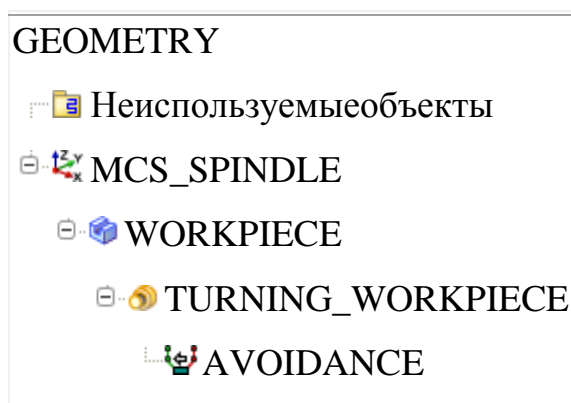 GEOMETRY
Неиспользуемыеобъекты
MCS_SPINDLE
WORKPIECE
TURNING_WORKPIECE
AVOIDANCE